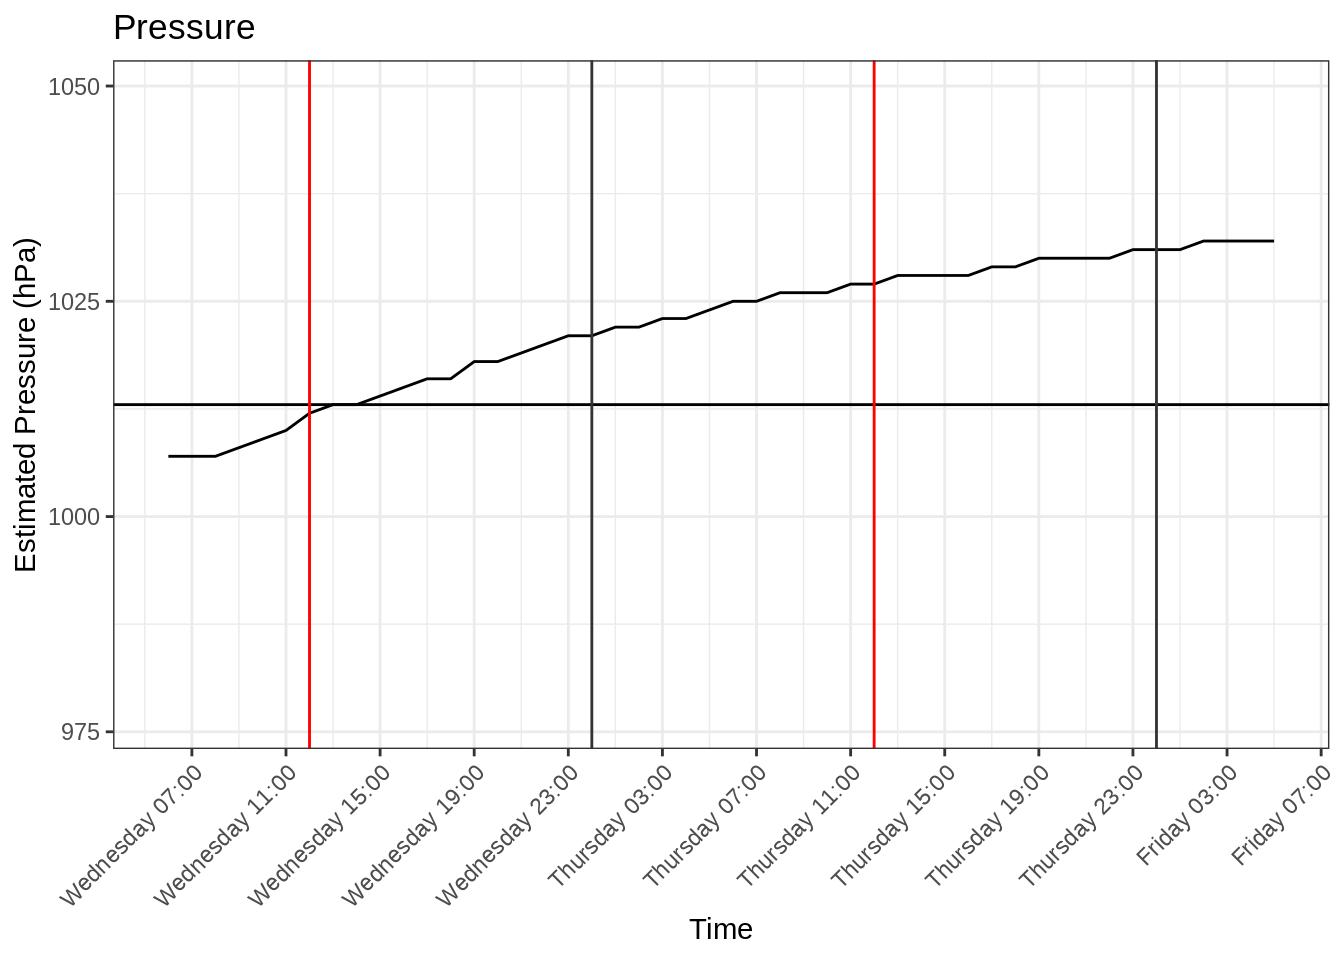 Pressure
Estimated Pressure (hPa)
1050
1025
1000
975
Wednesday 07:00
Wednesday 11:00
Wednesday 15:00
Wednesday 19:00
Wednesday 23:00
Thursday 03:00
Thursday 07:00
Thursday 11:00
Thursday 15:00
Thursday 19:00
Thursday 23:00
Friday 03:00
Friday 07:00
Time